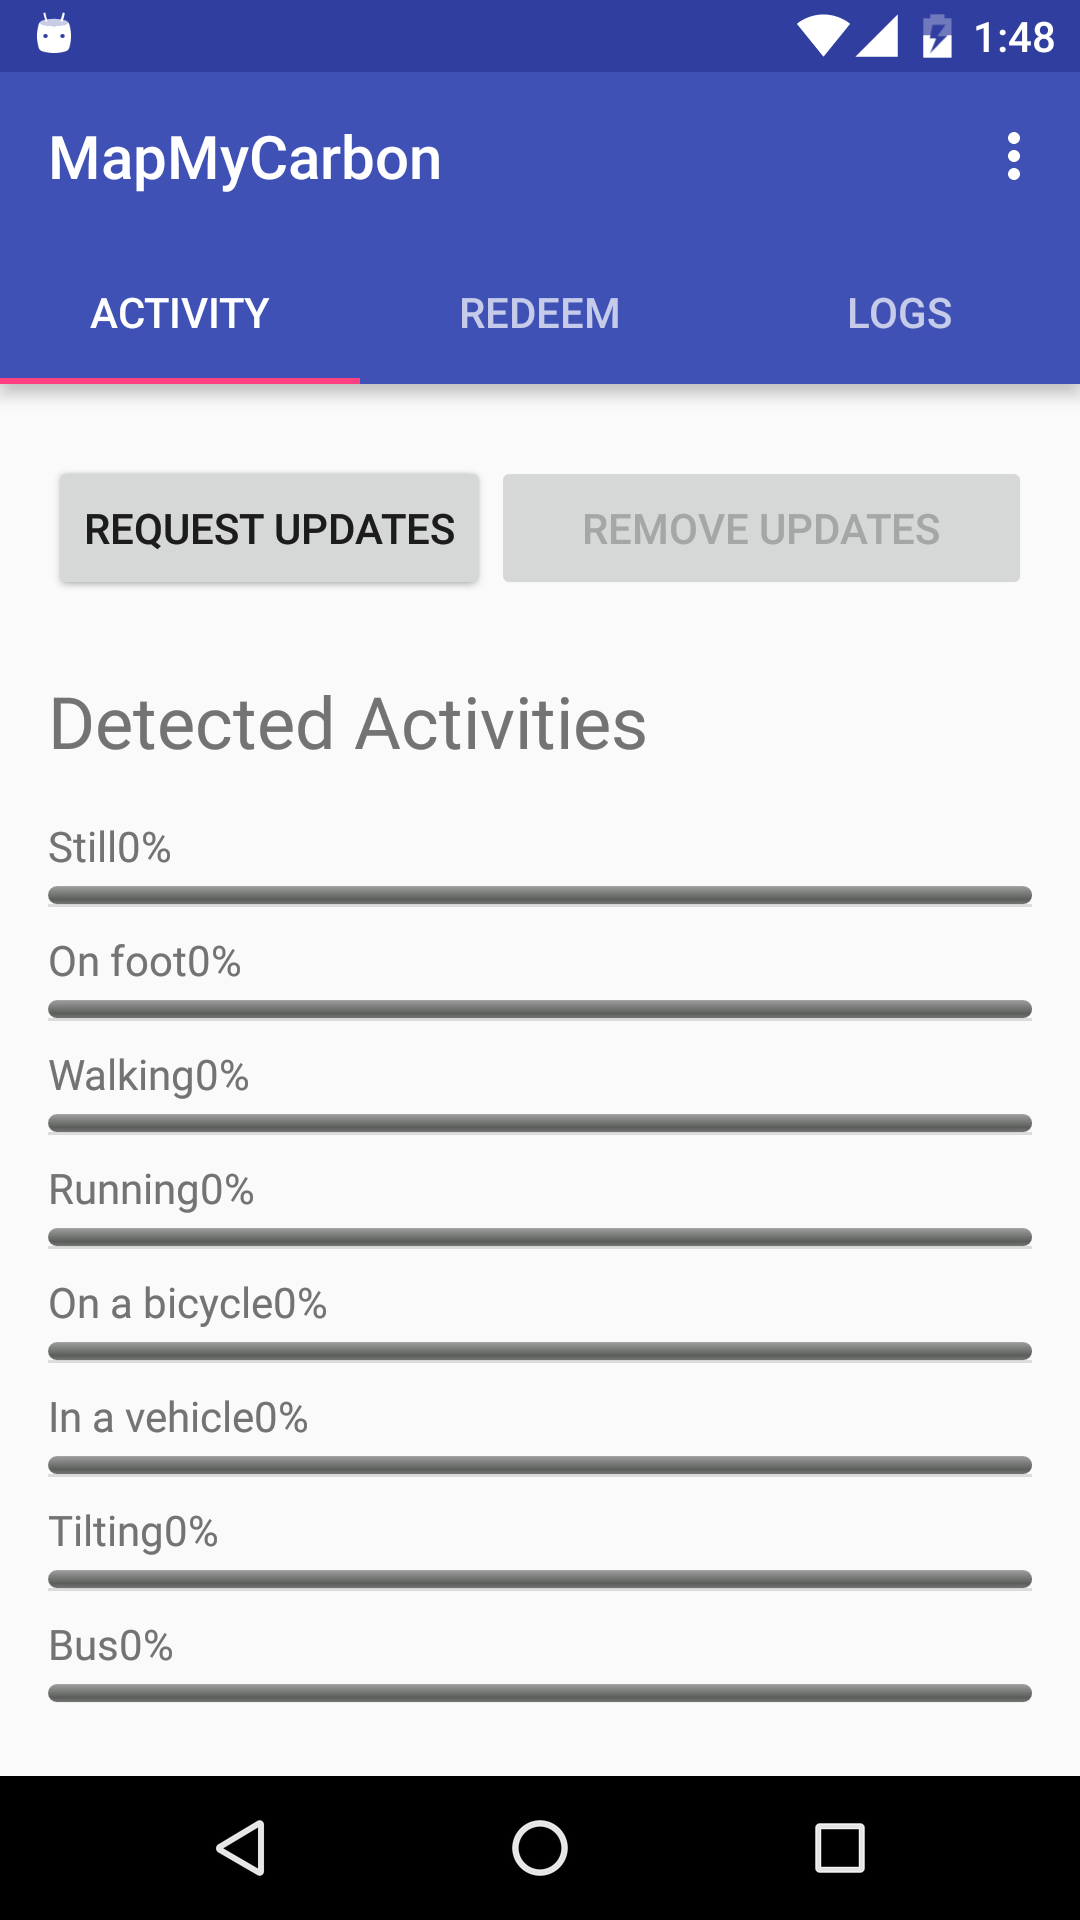 1:48
MapMyCarbon
ACTIVITY REDEEM LOGS
REQUEST UPDATES REMOVE UPDATES
Detected Activities
Still0%
On foot0%
Walking0%
Running0%
On a bicycle0%
In a vehicle0%
Tilting0%
Bus0%